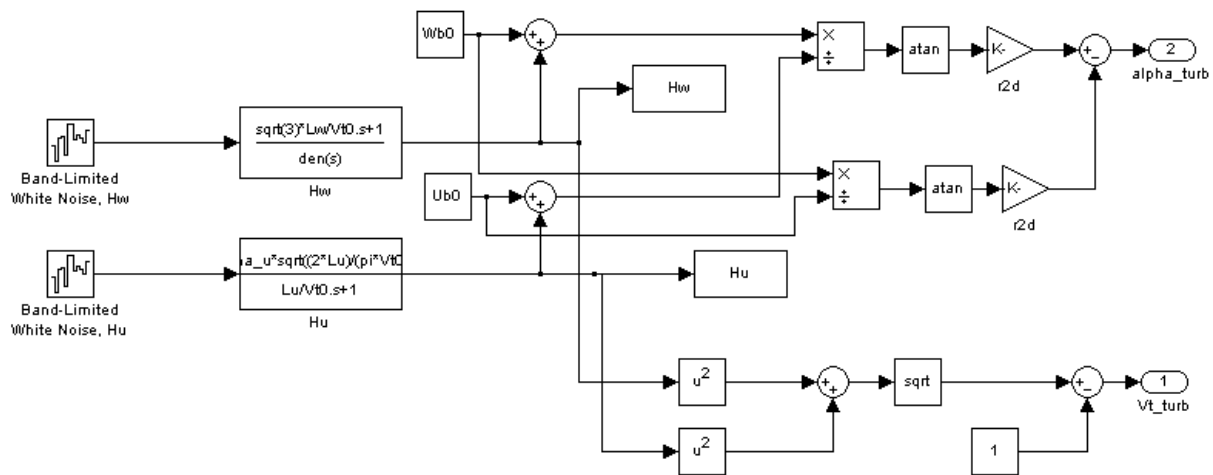 Wb0
+
+
×
÷
atan
K-
r2d
+
−
2
alpha_turb
Hw
Band-Limited
White Noise, Hw
sqrt(3)*Lw/Vt0.s+1
den(s)
Hw
Ub0
+
+
×
÷
atan
K-
r2d
Band-Limited
White Noise, Hu
na_u*sqrt((2*Lu)/(pi*Vt0
Lu/Vt0.s+1
Hu
Hu
u²
+
+
sqrt
+
−
1
Vt_turb
u²
1